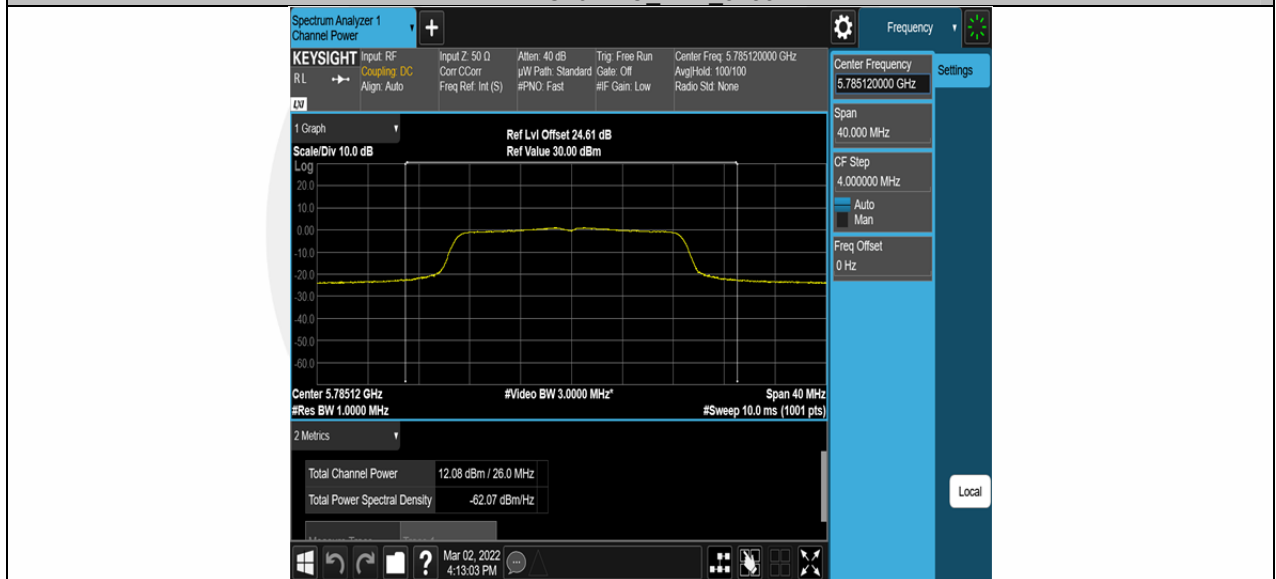 Spectrum Analyzer 1
Channel Power
+
Frequency
KEYSIGHT
RL
LXI
Input: RF
Coupling: DC
Align: Auto
Input Z: 50 Ω
Corr CCorr
Freq Ref: Int (S)
Atten: 40 dB
µW Path: Standard
#PNO: Fast
Trig: Free Run
Gate: Off
#IF Gain: Low
Center Freq: 5.785120000 GHz
Avg|Hold: 100/100
Radio Std: None
Center Frequency
5.785120000 GHz
Settings
Span
40.000 MHz
CF Step
4.000000 MHz
Auto
Man
Freq Offset
0 Hz
Local
1 Graph
Scale/Div 10.0 dB
Ref Lvl Offset 24.61 dB
Ref Value 30.00 dBm
Log
20.0
10.0
0.00
-10.0
-20.0
-30.0
-40.0
-50.0
-60.0
Center 5.78512 GHz
#Video BW 3.0000 MHz*
Span 40 MHz
#Res BW 1.0000 MHz
#Sweep 10.0 ms (1001 pts)
2 Metrics
Total Channel Power 12.08 dBm / 26.0 MHz
Total Power Spectral Density -62.07 dBm/Hz
?
Mar 02, 2022
4:13:03 PM